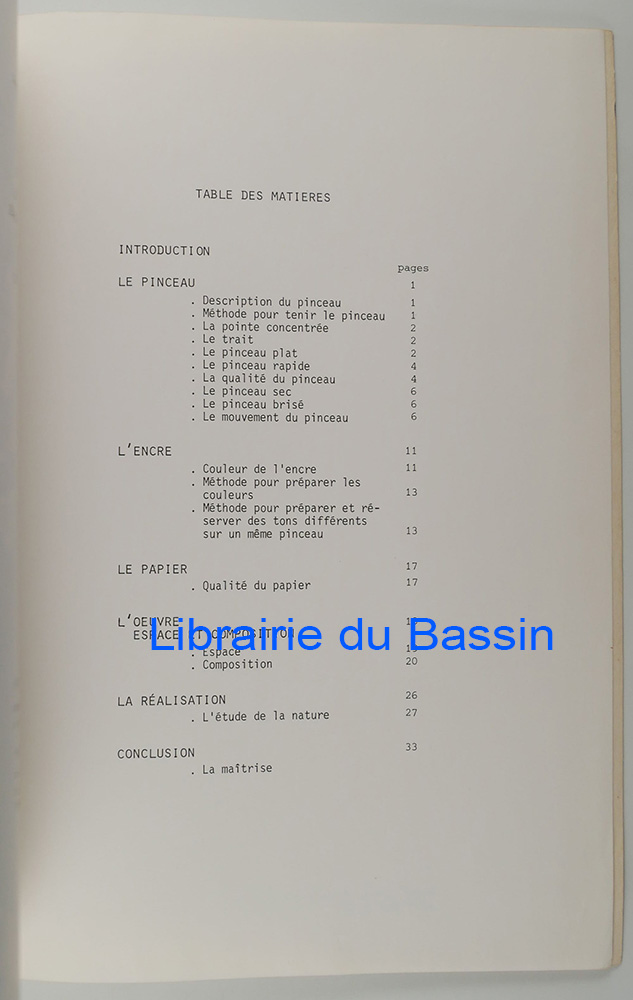 TABLE DES MATIERES
INTRODUCTION
pages
LE PINCEAU 1
. Description du pinceau 1
. Méthode pour tenir le pinceau 1
. La pointe concentrée 2
. Le trait 2
. Le pinceau plat 2
. Le pinceau rapide 4
. La qualité du pinceau 4
. Le pinceau sec 6
. Le pinceau brisé 6
. Le mouvement du pinceau 6
L'ENCRE 11
. Couleur de l'encre 11
. Méthode pour préparer les
couleurs 13
. Méthode pour préparer et ré-
server des tons différents
sur un même pinceau 13
LE PAPIER 17
. Qualité du papier 17
L'OEUVRE
ESPACE ET COMPOSITION
Librairie du Bassin
. Espace 19
. Composition 20
LA RÉALISATION 26
. L'étude de la nature 27
CONCLUSION 33
. La maîtrise